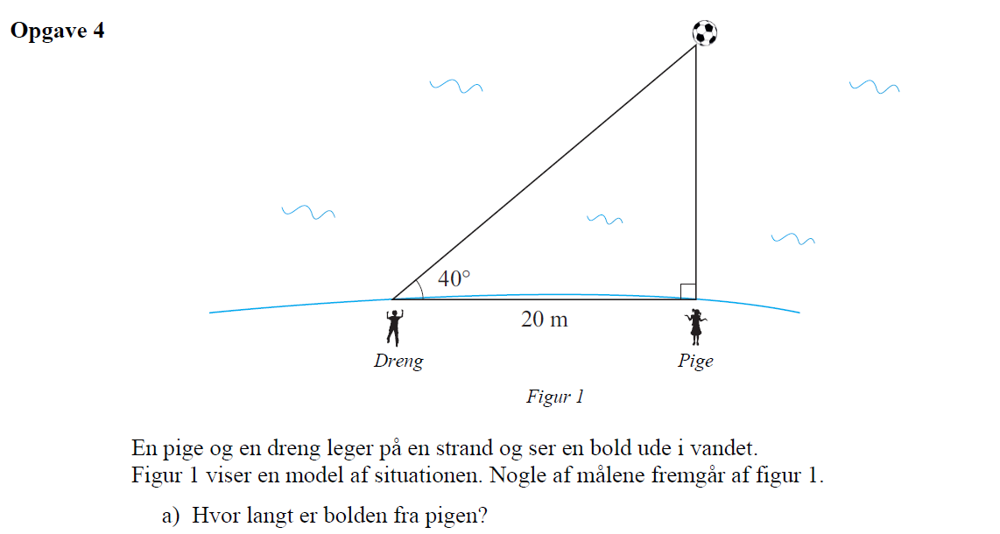 Opgave 4
40°
20 m
Dreng
Pige
Figur 1
En pige og en dreng leger på en strand og ser en bold ude i vandet.
Figur 1 viser en model af situationen. Nogle af målene fremgår af figur 1.
a) Hvor langt er bolden fra pigen?